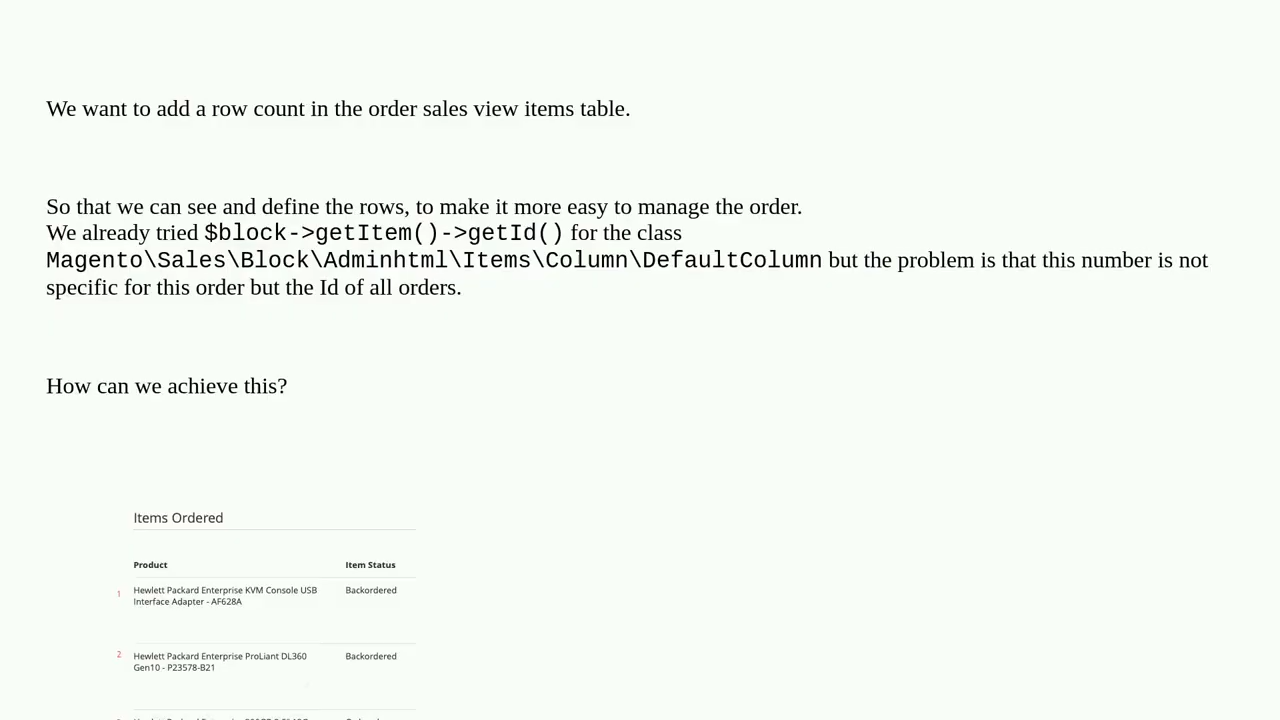 We want to add a row count in the order sales view items table.
So that we can see and define the rows, to make it more easy to manage the order.
We already tried $block->getItem()->getId() for the class
Magento\Sales\Block\Adminhtml\Items\Column\DefaultColumn but the problem is that this number is not
specific for this order but the Id of all orders.
How can we achieve this?
Items Ordered
Product Item Status
1 Hewlett Packard Enterprise KVM Console USB Backordered
Interface Adapter - AF628A
2 Hewlett Packard Enterprise ProLiant DL360 Backordered
Gen10 - P23578-B21